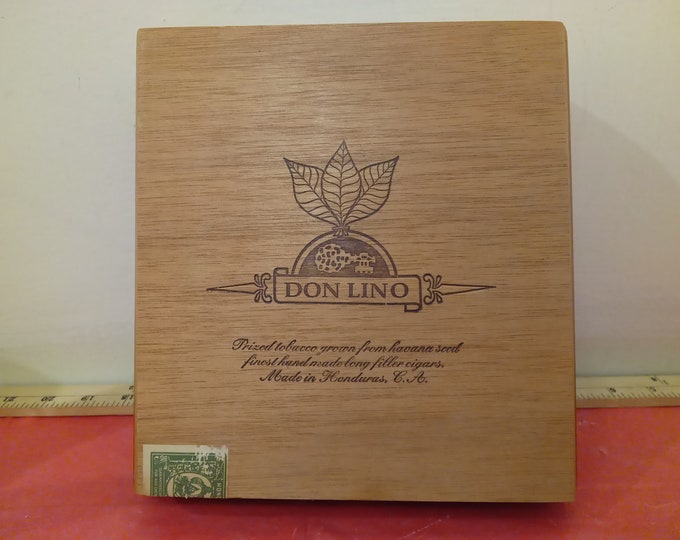 DON LINO
Prized tobacco grown from havana seed
finest hand made long filler cigars.
Made in Honduras, C.A.